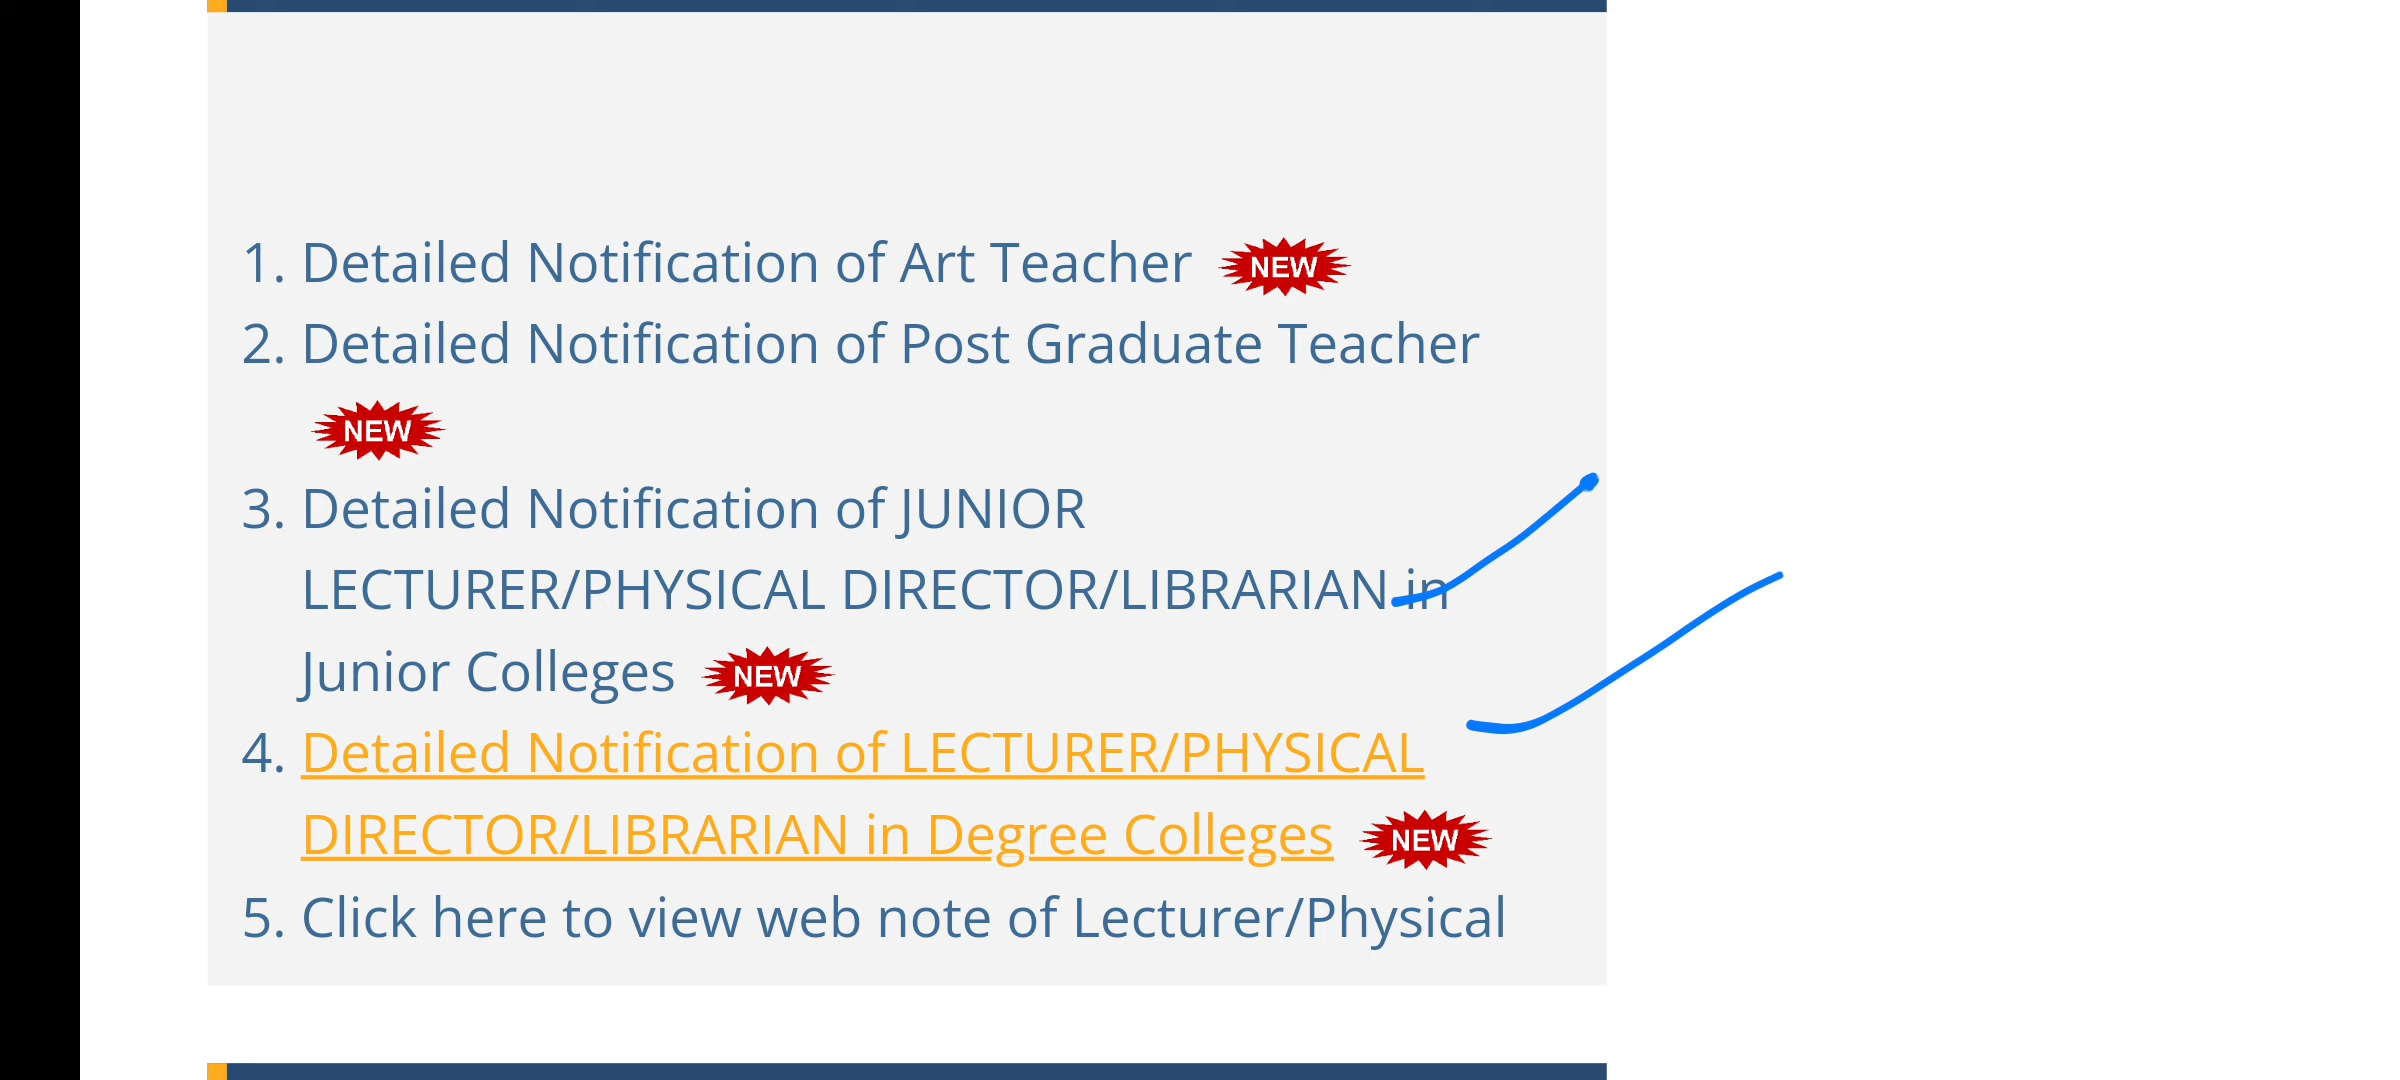 1. Detailed Notification of Art Teacher NEW
2. Detailed Notification of Post Graduate Teacher
NEW
3. Detailed Notification of JUNIOR
LECTURER/PHYSICAL DIRECTOR/LIBRARIAN in
Junior Colleges NEW
4. Detailed Notification of LECTURER/PHYSICAL
DIRECTOR/LIBRARIAN in Degree Colleges NEW
5. Click here to view web note of Lecturer/Physical